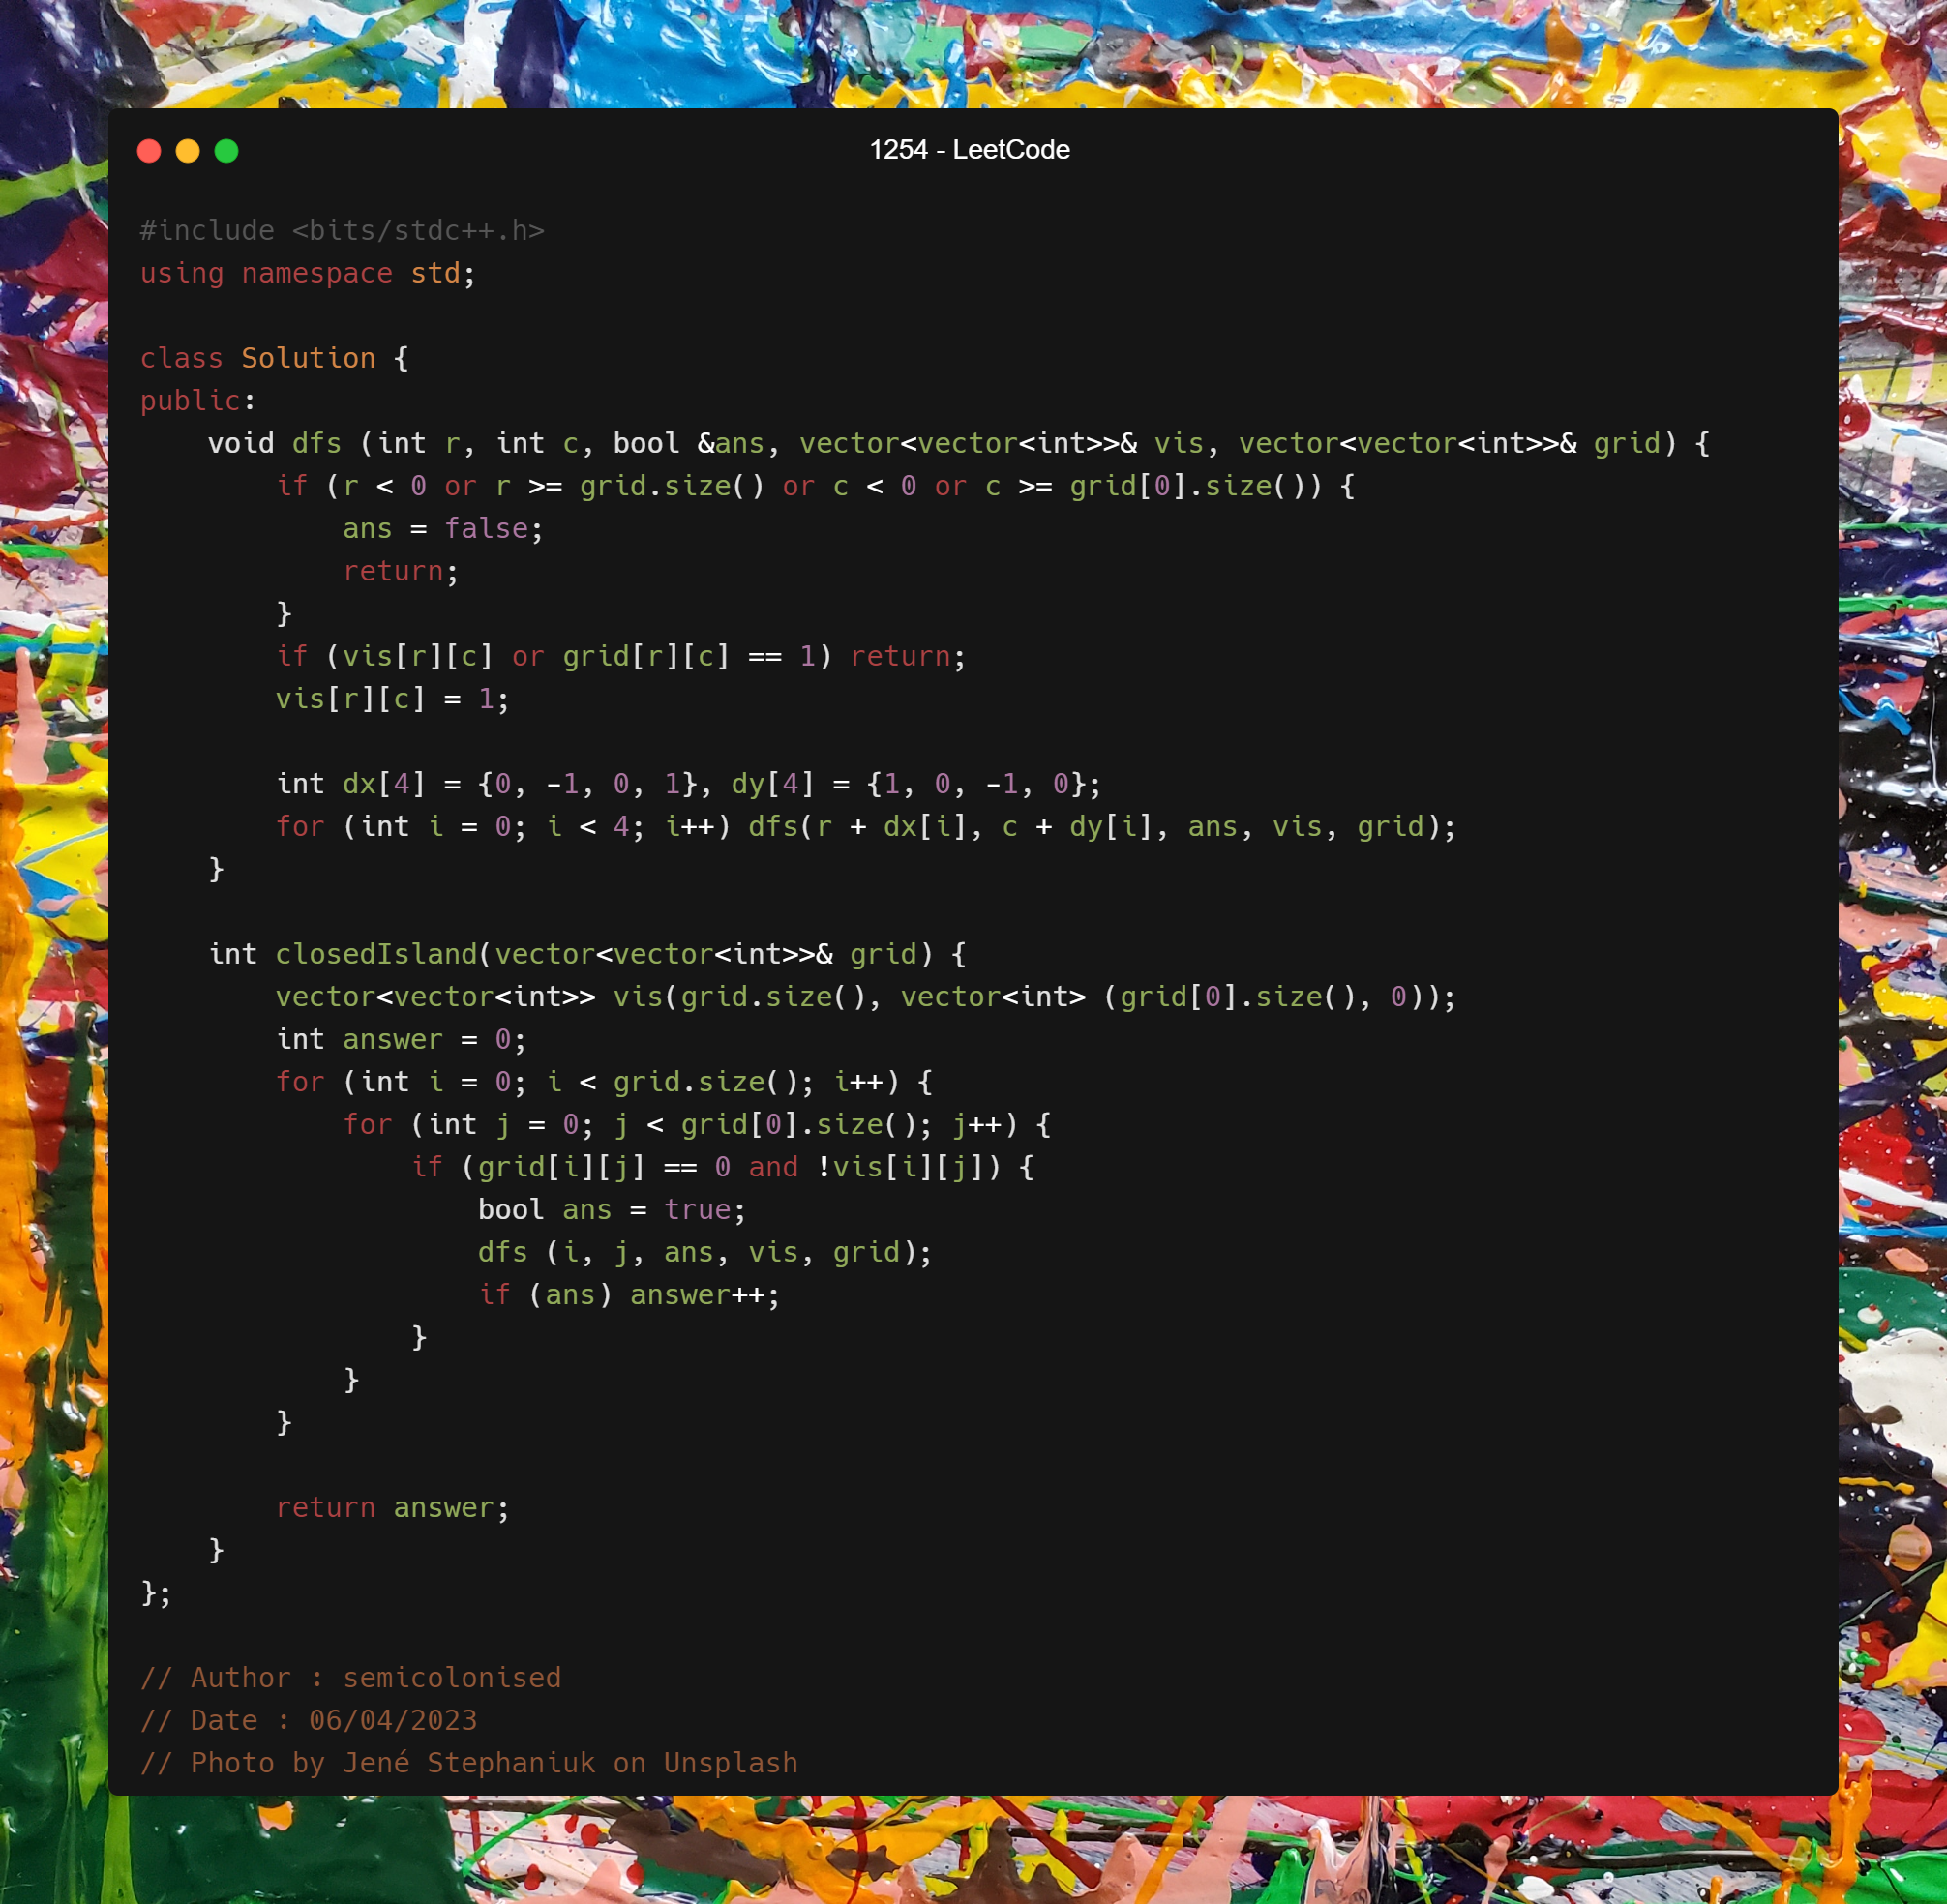 1254 - LeetCode
#include <bits/stdc++.h>
using namespace std;
class Solution {
public:
    void dfs (int r, int c, bool &ans, vector<vector<int>>& vis, vector<vector<int>>& grid) {
        if (r < 0 or r >= grid.size() or c < 0 or c >= grid[0].size()) {
            ans = false;
            return;
        }
        if (vis[r][c] or grid[r][c] == 1) return;
        vis[r][c] = 1;
        int dx[4] = {0, -1, 0, 1}, dy[4] = {1, 0, -1, 0};
        for (int i = 0; i < 4; i++) dfs(r + dx[i], c + dy[i], ans, vis, grid);
    }
    int closedIsland(vector<vector<int>>& grid) {
        vector<vector<int>> vis(grid.size(), vector<int> (grid[0].size(), 0));
        int answer = 0;
        for (int i = 0; i < grid.size(); i++) {
            for (int j = 0; j < grid[0].size(); j++) {
                if (grid[i][j] == 0 and !vis[i][j]) {
                    bool ans = true;
                    dfs (i, j, ans, vis, grid);
                    if (ans) answer++;
                }
            }
        }
        return answer;
    }
};
// Author : semicolonised
// Date : 06/04/2023
// Photo by Jené Stephaniuk on Unsplash